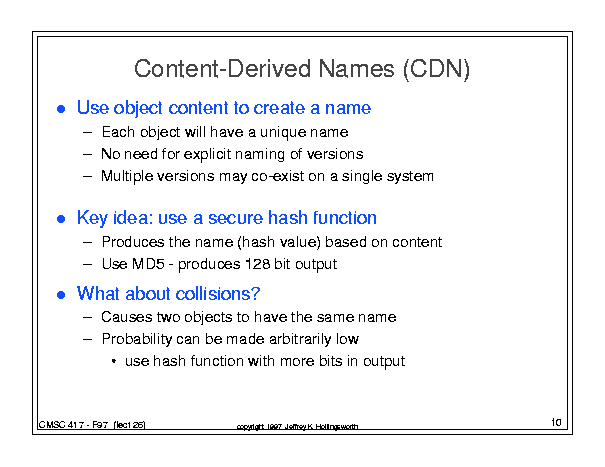 Content-Derived Names (CDN)
● Use object content to create a name
– Each object will have a unique name
– No need for explicit naming of versions
– Multiple versions may co-exist on a single system
● Key idea: use a secure hash function
– Produces the name (hash value) based on content
– Use MD5 - produces 128 bit output
● What about collisions?
– Causes two objects to have the same name
– Probability can be made arbitrarily low
• use hash function with more bits in output
CMSC 417 - F97 (lect 26)
copyright 1997 Jeffrey K. Hollingsworth
10